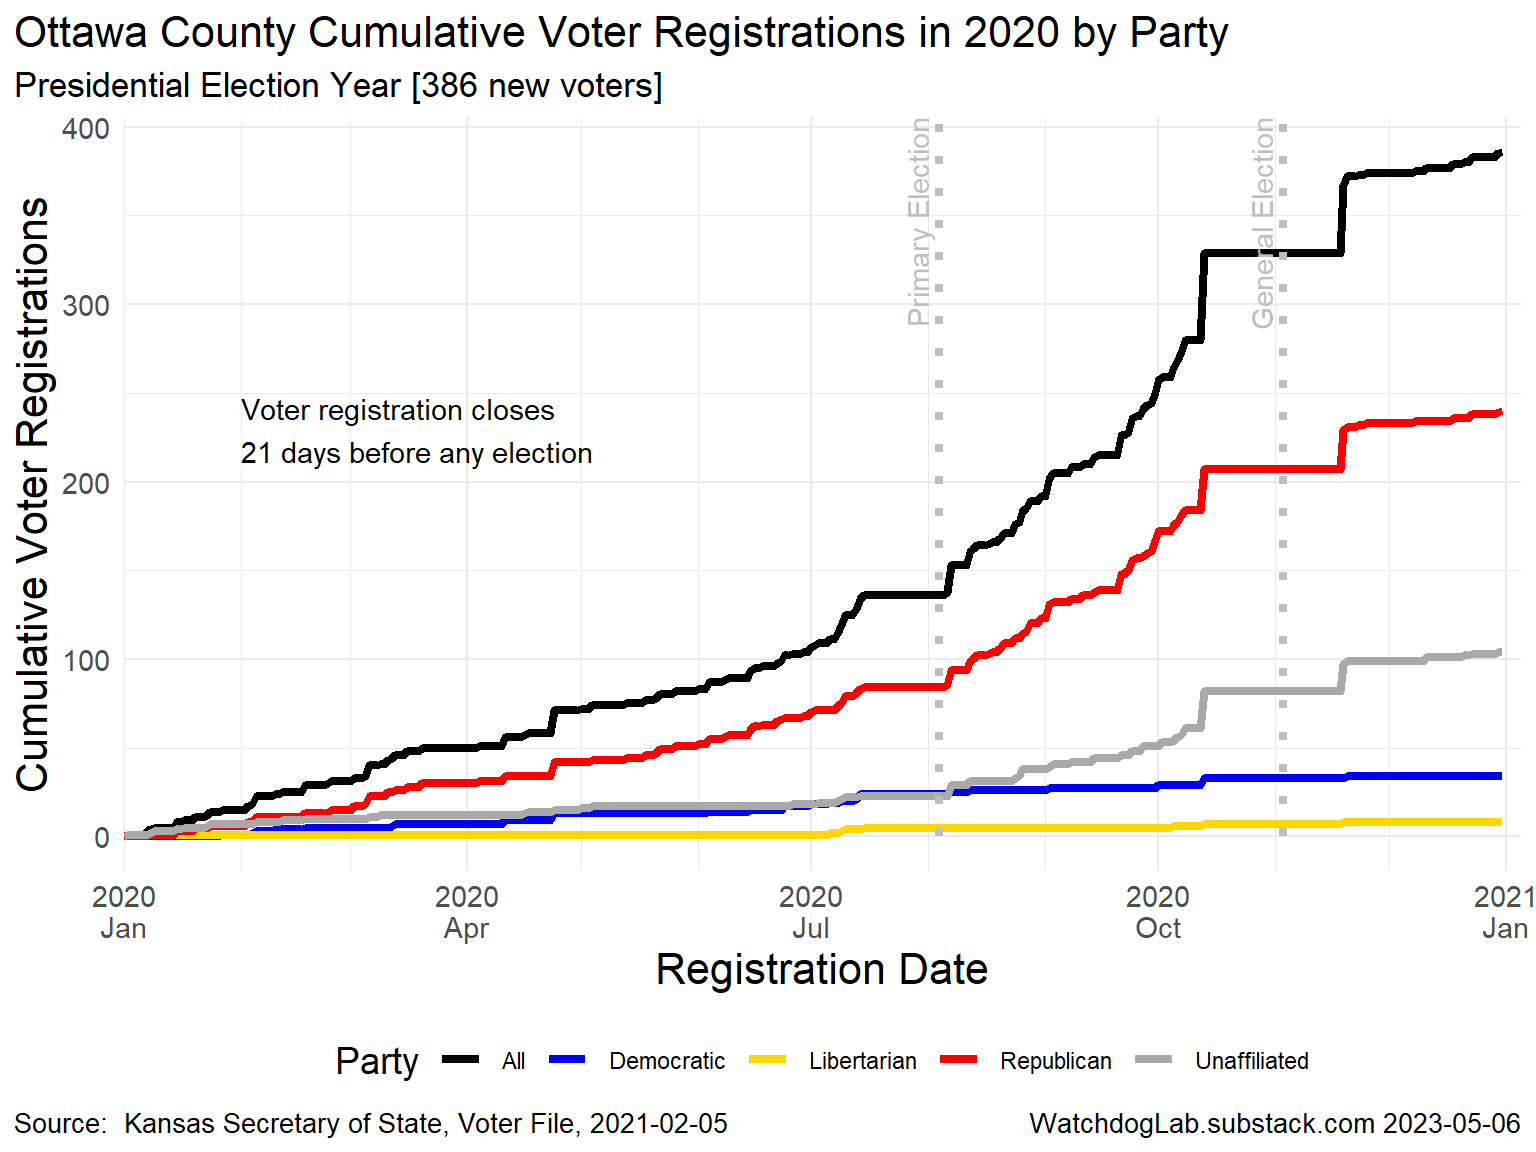 Ottawa County Cumulative Voter Registrations in 2020 by Party
Presidential Election Year [386 new voters]
Cumulative Voter Registrations
400
300
200
100
0
Primary Election
General Election
Voter registration closes
21 days before any election
2020 2020 2020 2020 2021
Jan Apr Jul Oct Jan
Registration Date
Party All Democratic Libertarian Republican Unaffiliated
Source:  Kansas Secretary of State, Voter File, 2021-02-05
WatchdogLab.substack.com 2023-05-06